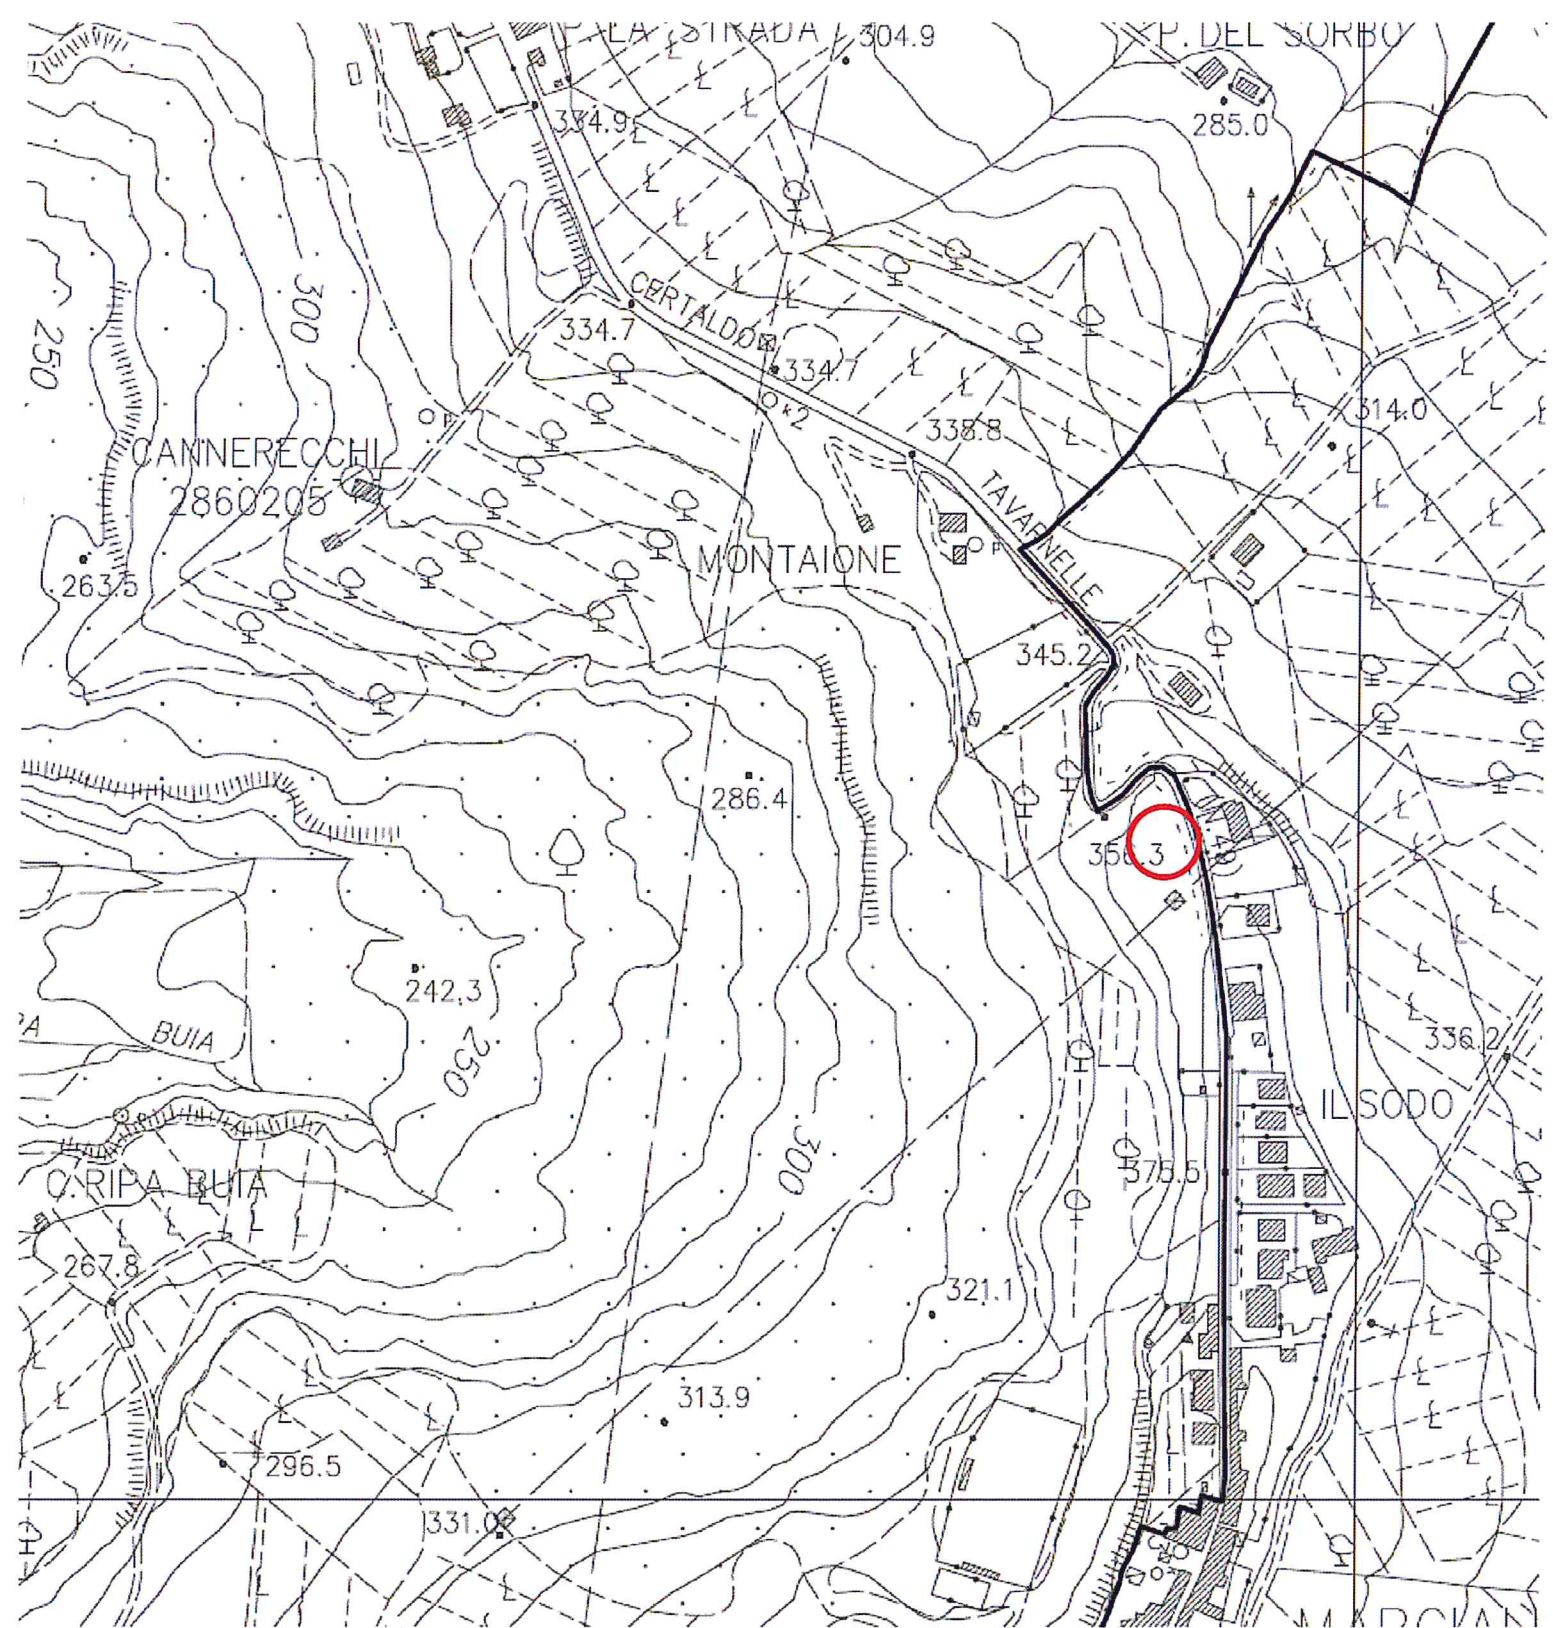 P. LA STRADA
304.9
P. DEL SORBO
285.0
334.9
300
CERTALDO
334.7
334.7
250
k2
338.8
314.0
P
CANNERECCHI
2860205
TAVARNELLE
P
MONTAIONE
263.5
345.2
286.4
242,3
BUIA
250
336.2
IL SODO
300
375.6
C. RIPA BUIA
267.8
321.1
313.9
296.5
331.0